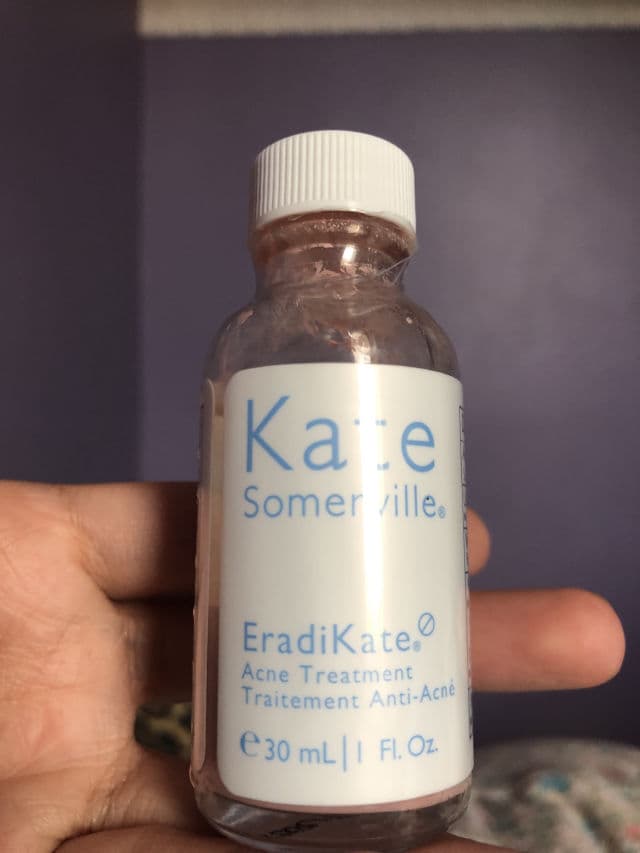 Kate
Somerville®
EradiKate®
Acne Treatment
Traitement Anti-Acné
℮ 30 mL | 1 Fl. Oz.